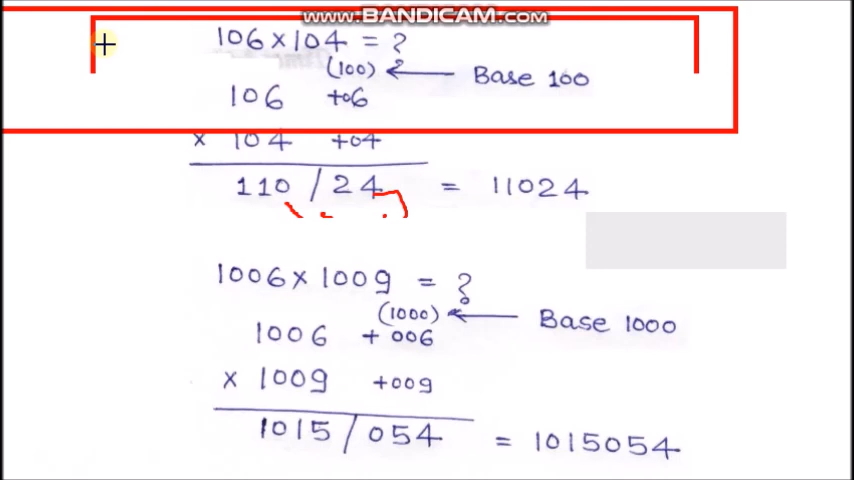 www.BANDICAM.com
106 × 104 = ?
(100) ← Base 100
106 +06
× 104 +04
110 / 24 = 11024
1006 × 1009 = ?
(1000) ← Base 1000
1006 + 006
× 1009 +009
1015 / 054 = 1015054